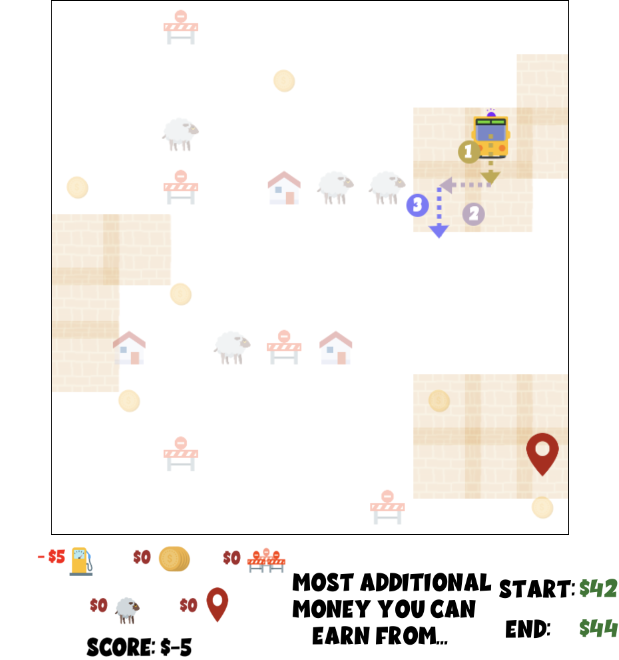 1
2
3
- $5 $0 $0
$0 $0
SCORE: $-5
MOST ADDITIONAL
MONEY YOU CAN
EARN FROM...
START: $42
END: $44